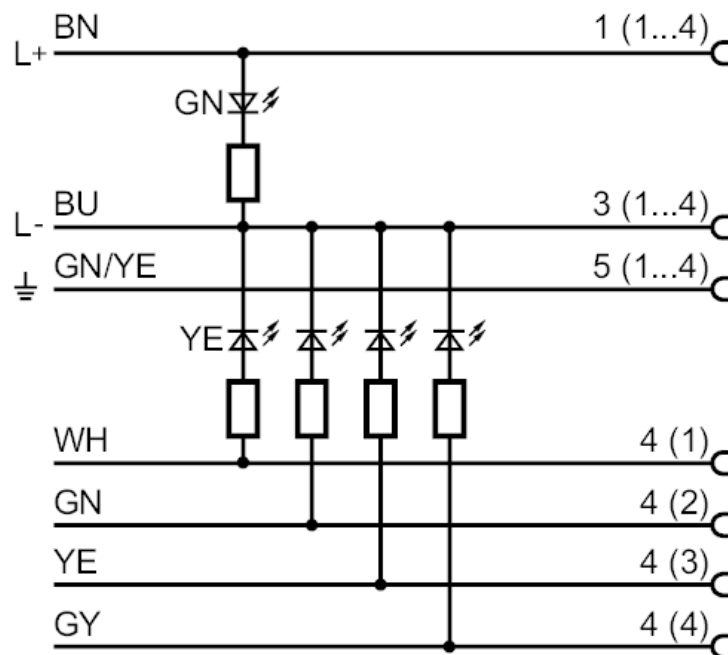 BN 1 (1...4)
L+
GN
BU 3 (1...4)
L-
GN/YE 5 (1...4)
YE
WH 4 (1)
GN 4 (2)
YE 4 (3)
GY 4 (4)